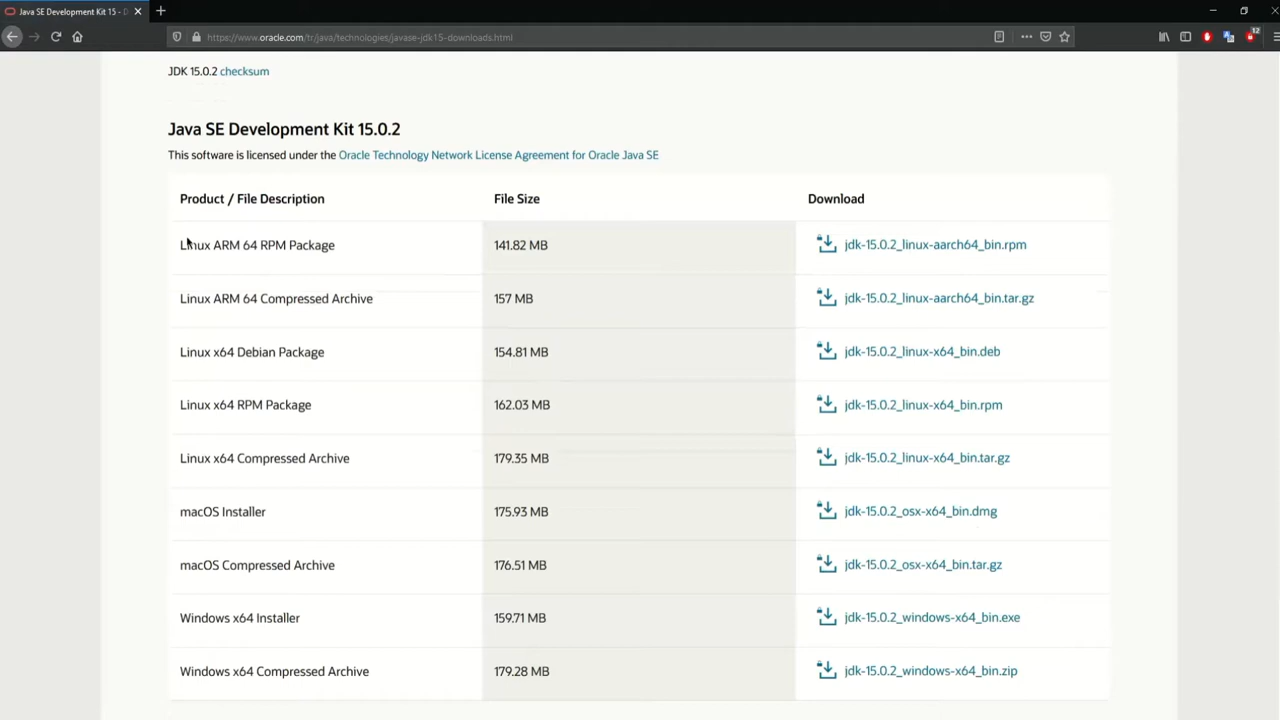 Java SE Development Kit 15 - D
https://www.oracle.com/tr/java/technologies/javase-jdk15-downloads.html
12
JDK 15.0.2 checksum
Java SE Development Kit 15.0.2
This software is licensed under the Oracle Technology Network License Agreement for Oracle Java SE
Product / File Description File Size Download
Linux ARM 64 RPM Package 141.82 MB jdk-15.0.2_linux-aarch64_bin.rpm
Linux ARM 64 Compressed Archive 157 MB jdk-15.0.2_linux-aarch64_bin.tar.gz
Linux x64 Debian Package 154.81 MB jdk-15.0.2_linux-x64_bin.deb
Linux x64 RPM Package 162.03 MB jdk-15.0.2_linux-x64_bin.rpm
Linux x64 Compressed Archive 179.35 MB jdk-15.0.2_linux-x64_bin.tar.gz
macOS Installer 175.93 MB jdk-15.0.2_osx-x64_bin.dmg
macOS Compressed Archive 176.51 MB jdk-15.0.2_osx-x64_bin.tar.gz
Windows x64 Installer 159.71 MB jdk-15.0.2_windows-x64_bin.exe
Windows x64 Compressed Archive 179.28 MB jdk-15.0.2_windows-x64_bin.zip